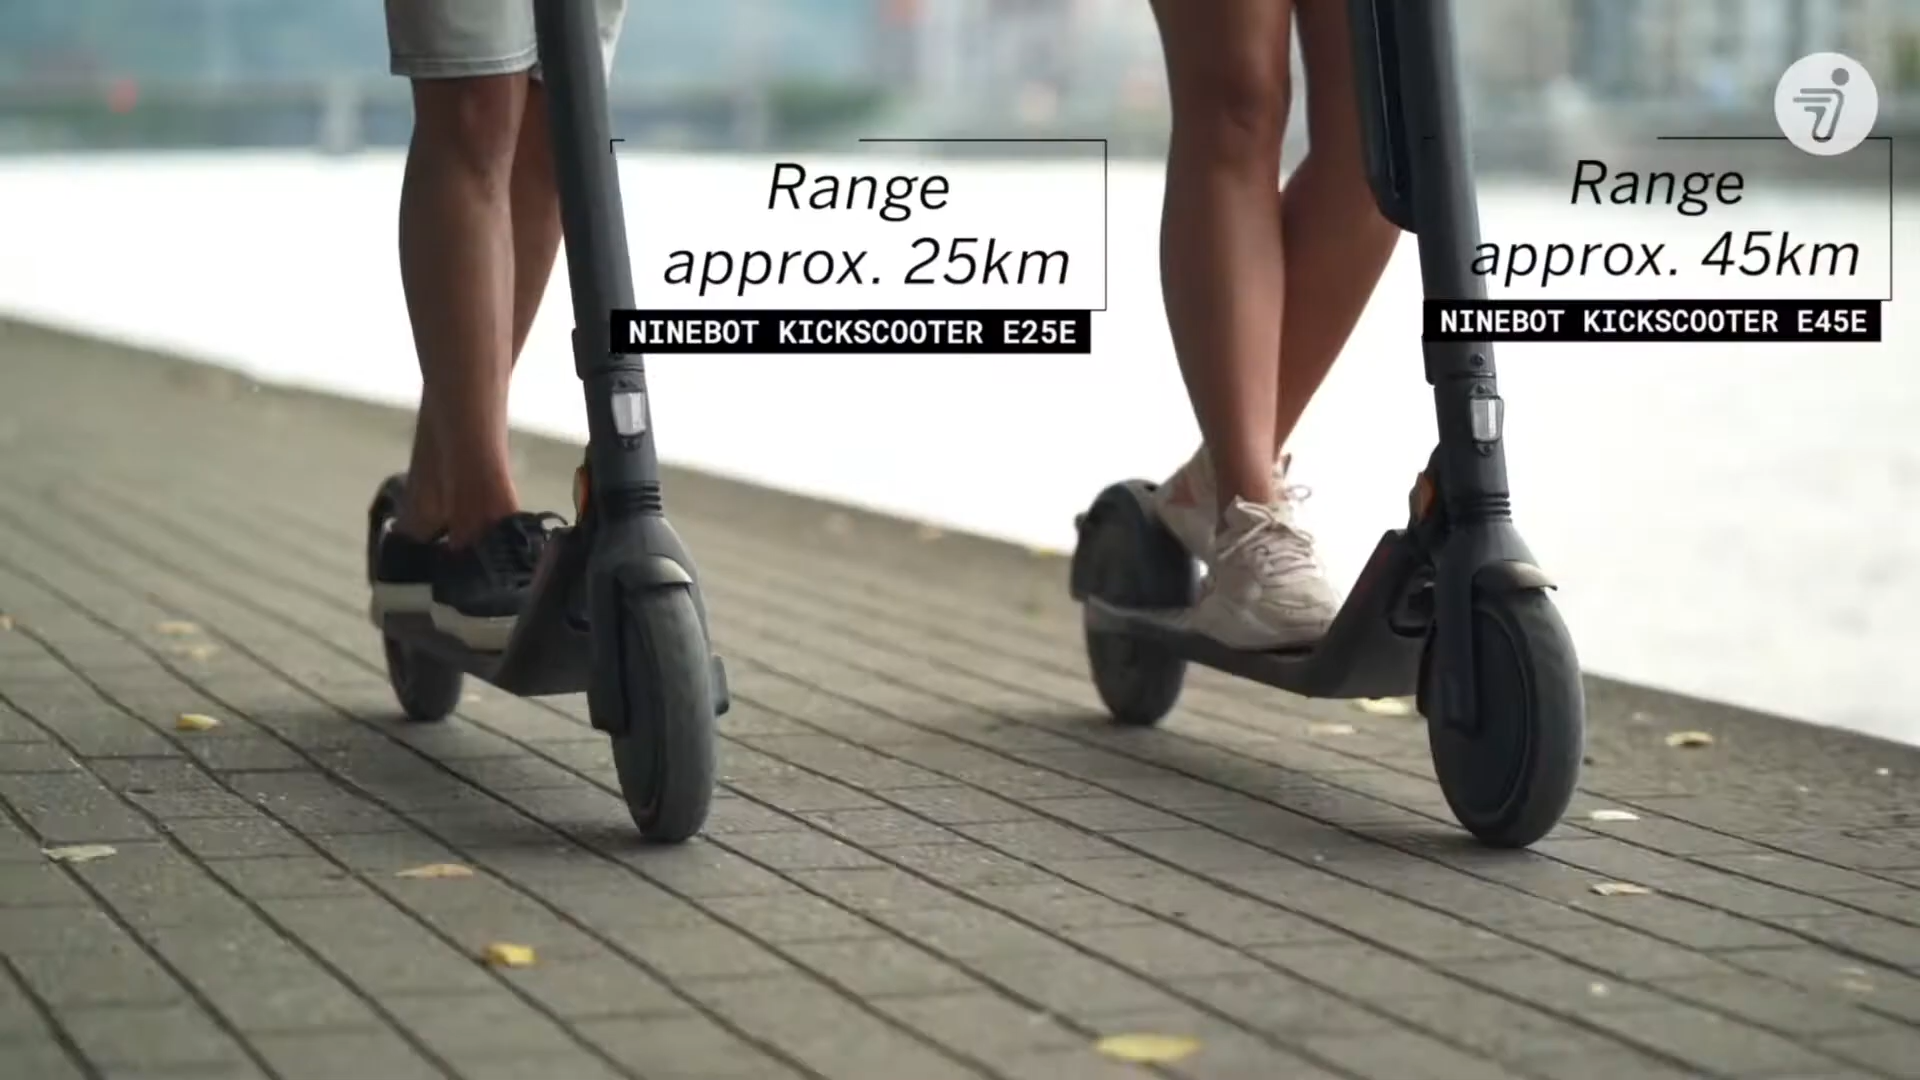 Range
approx. 25km
NINEBOT KICKSCOOTER E25E
Range
approx. 45km
NINEBOT KICKSCOOTER E45E